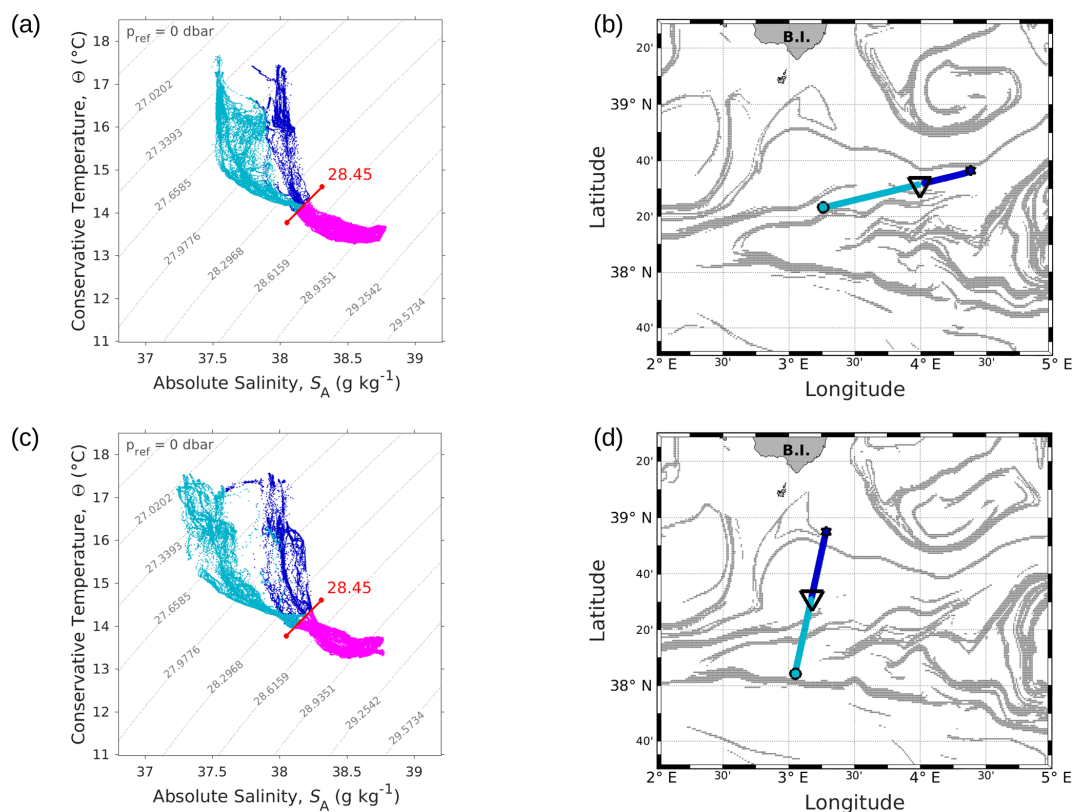 (a)
p_ref = 0 dbar
18
17
16
15
14
13
12
11
Conservative Temperature, Θ (°C)
27.0202
27.3393
27.6585
27.9776
28.2968
28.6159
28.9351
29.2542
29.5734
28.45
37
37.5
38
38.5
39
Absolute Salinity, S_A (g kg⁻¹)
(b)
B.I.
20'
39° N
40'
20'
38° N
40'
Latitude
2° E
30'
3° E
30'
4° E
30'
5° E
Longitude
(c)
p_ref = 0 dbar
18
17
16
15
14
13
12
11
Conservative Temperature, Θ (°C)
27.0202
27.3393
27.6585
27.9776
28.2968
28.6159
28.9351
29.2542
29.5734
28.45
37
37.5
38
38.5
39
Absolute Salinity, S_A (g kg⁻¹)
(d)
B.I.
20'
39° N
40'
20'
38° N
40'
Latitude
2° E
30'
3° E
30'
4° E
30'
5° E
Longitude